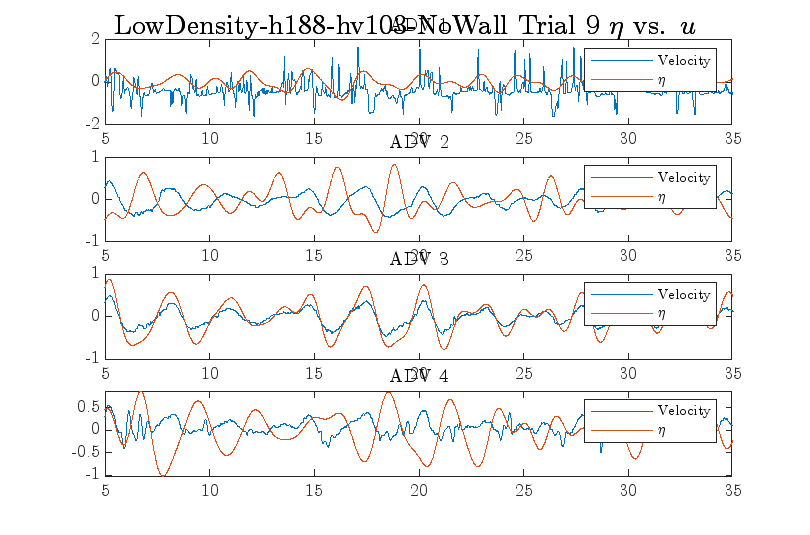 LowDensity-h188-hv108-NoWall Trial 9 η vs. u
ADV 1
2
0
-2
Velocity
η
5 10 15 20 25 30 35
ADV 2
1
0
-1
Velocity
η
5 10 15 20 25 30 35
ADV 3
1
0
-1
Velocity
η
5 10 15 20 25 30 35
ADV 4
0.5
0
-0.5
-1
Velocity
η
5 10 15 20 25 30 35